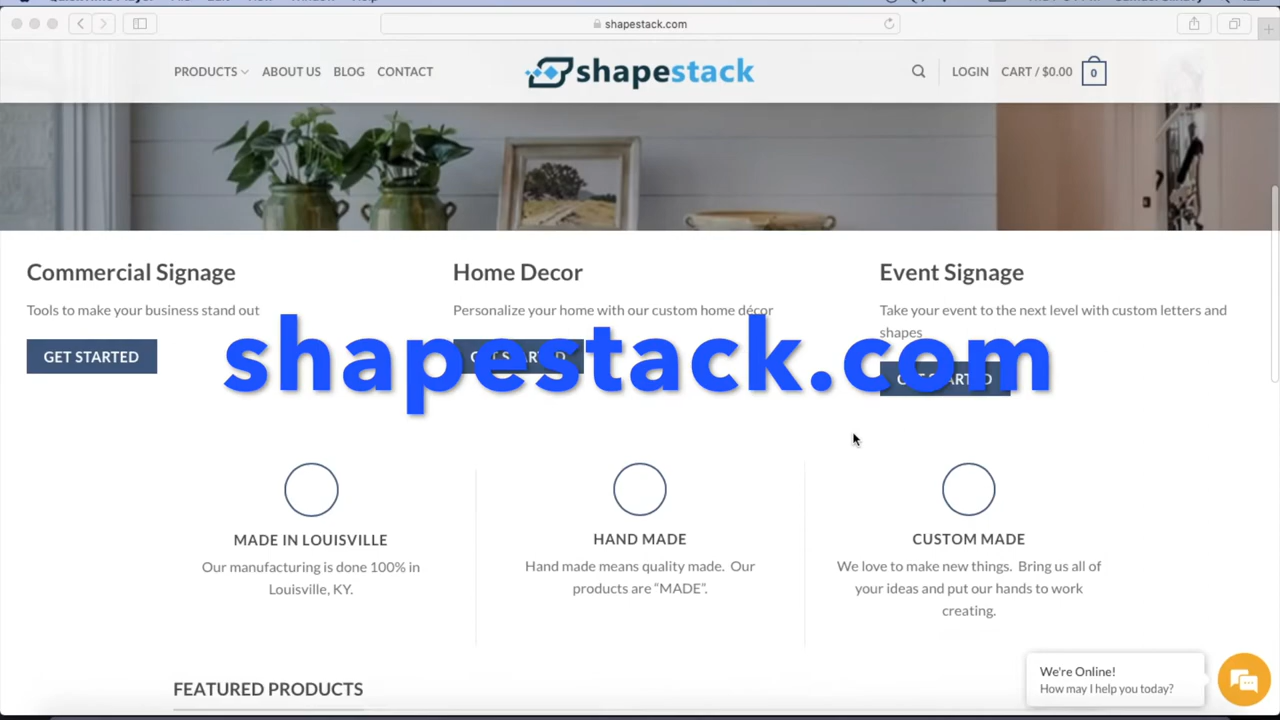 shapestack.com
PRODUCTS
ABOUT US
BLOG
CONTACT
shapestack
LOGIN
CART / $0.00
0
Commercial Signage
Tools to make your business stand out
GET STARTED
Home Decor
Personalize your home with our custom home décor
GET STARTED
Event Signage
Take your event to the next level with custom letters and
shapes
GET STARTED
shapestack.com
MADE IN LOUISVILLE
Our manufacturing is done 100% in
Louisville, KY.
HAND MADE
Hand made means quality made. Our
products are “MADE”.
CUSTOM MADE
We love to make new things. Bring us all of
your ideas and put our hands to work
creating.
FEATURED PRODUCTS
We're Online!
How may I help you today?